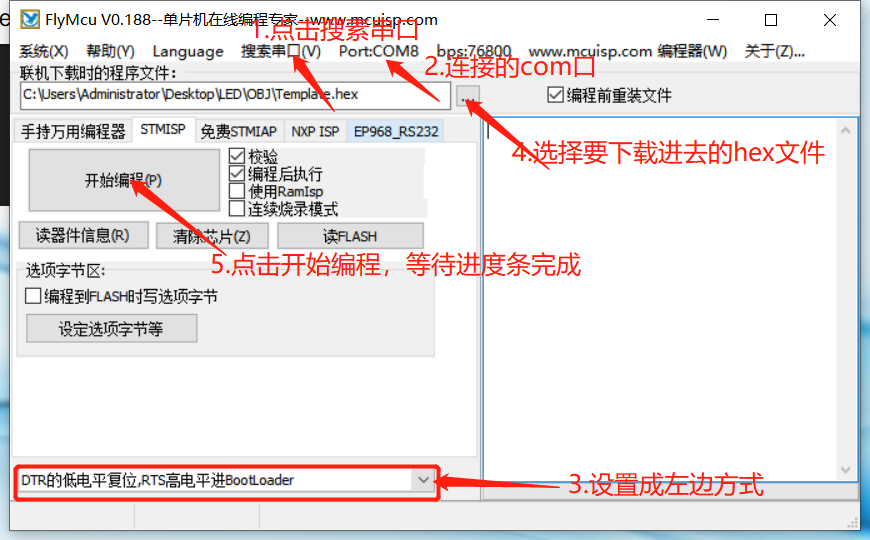 FlyMcu V0.188--单片机在线编程专家--www.mcuisp.com
1.点击搜素串口
系统(X) 帮助(Y) Language 搜索串口(V) Port:COM8 bps:76800 www.mcuisp.com 编程器(W) 关于(Z)...
2.连接的com口
联机下载时的程序文件:
C:\Users\Administrator\Desktop\LED\OBJ\Template.hex
...
编程前重装文件
手持万用编程器 STMISP 免费STMIAP NXP ISP EP968_RS232
4.选择要下载进去的hex文件
开始编程(P)
校验
编程后执行
使用RamIsp
连续烧录模式
读器件信息(R) 清除芯片(Z) 读FLASH
5.点击开始编程，等待进度条完成
选项字节区:
编程到FLASH时写选项字节
设定选项字节等
DTR的低电平复位,RTS高电平进BootLoader
3.设置成左边方式